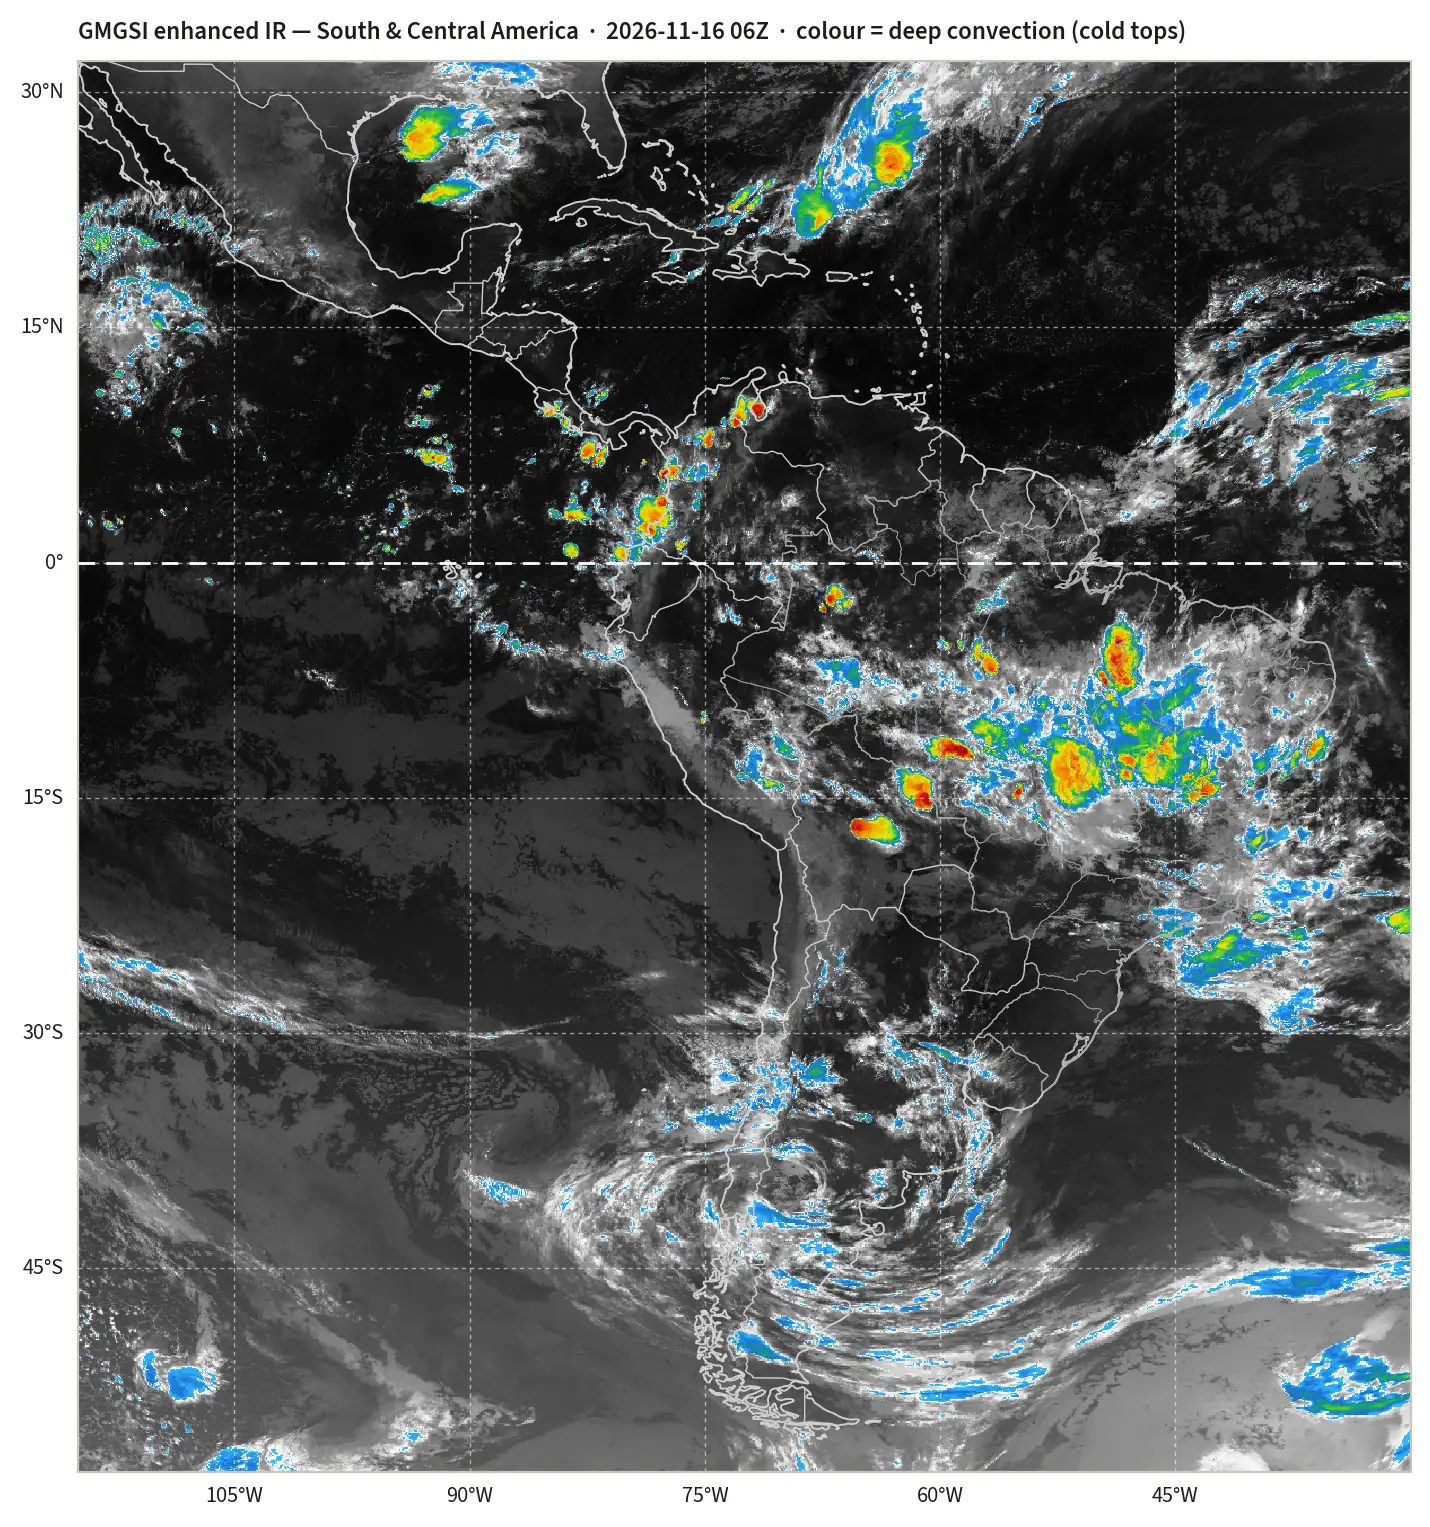 GMGSI enhanced IR — South & Central America · 2026-11-16 06Z · colour = deep convection (cold tops)
30°N
15°N
0°
15°S
30°S
45°S
105°W
90°W
75°W
60°W
45°W